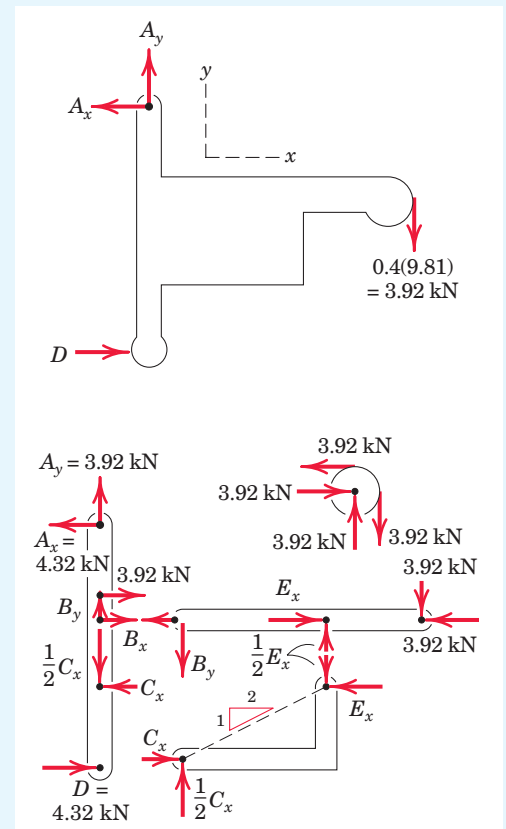 A_y
y
A_x
x
0.4(9.81)
= 3.92 kN
D
3.92 kN
A_y = 3.92 kN
3.92 kN
A_x =
4.32 kN
3.92 kN
3.92 kN
3.92 kN
3.92 kN
E_x
B_y
B_x
1/2 E_x
3.92 kN
1/2 C_x
B_y
C_x
2
1
E_x
C_x
D =
4.32 kN
1/2 C_x